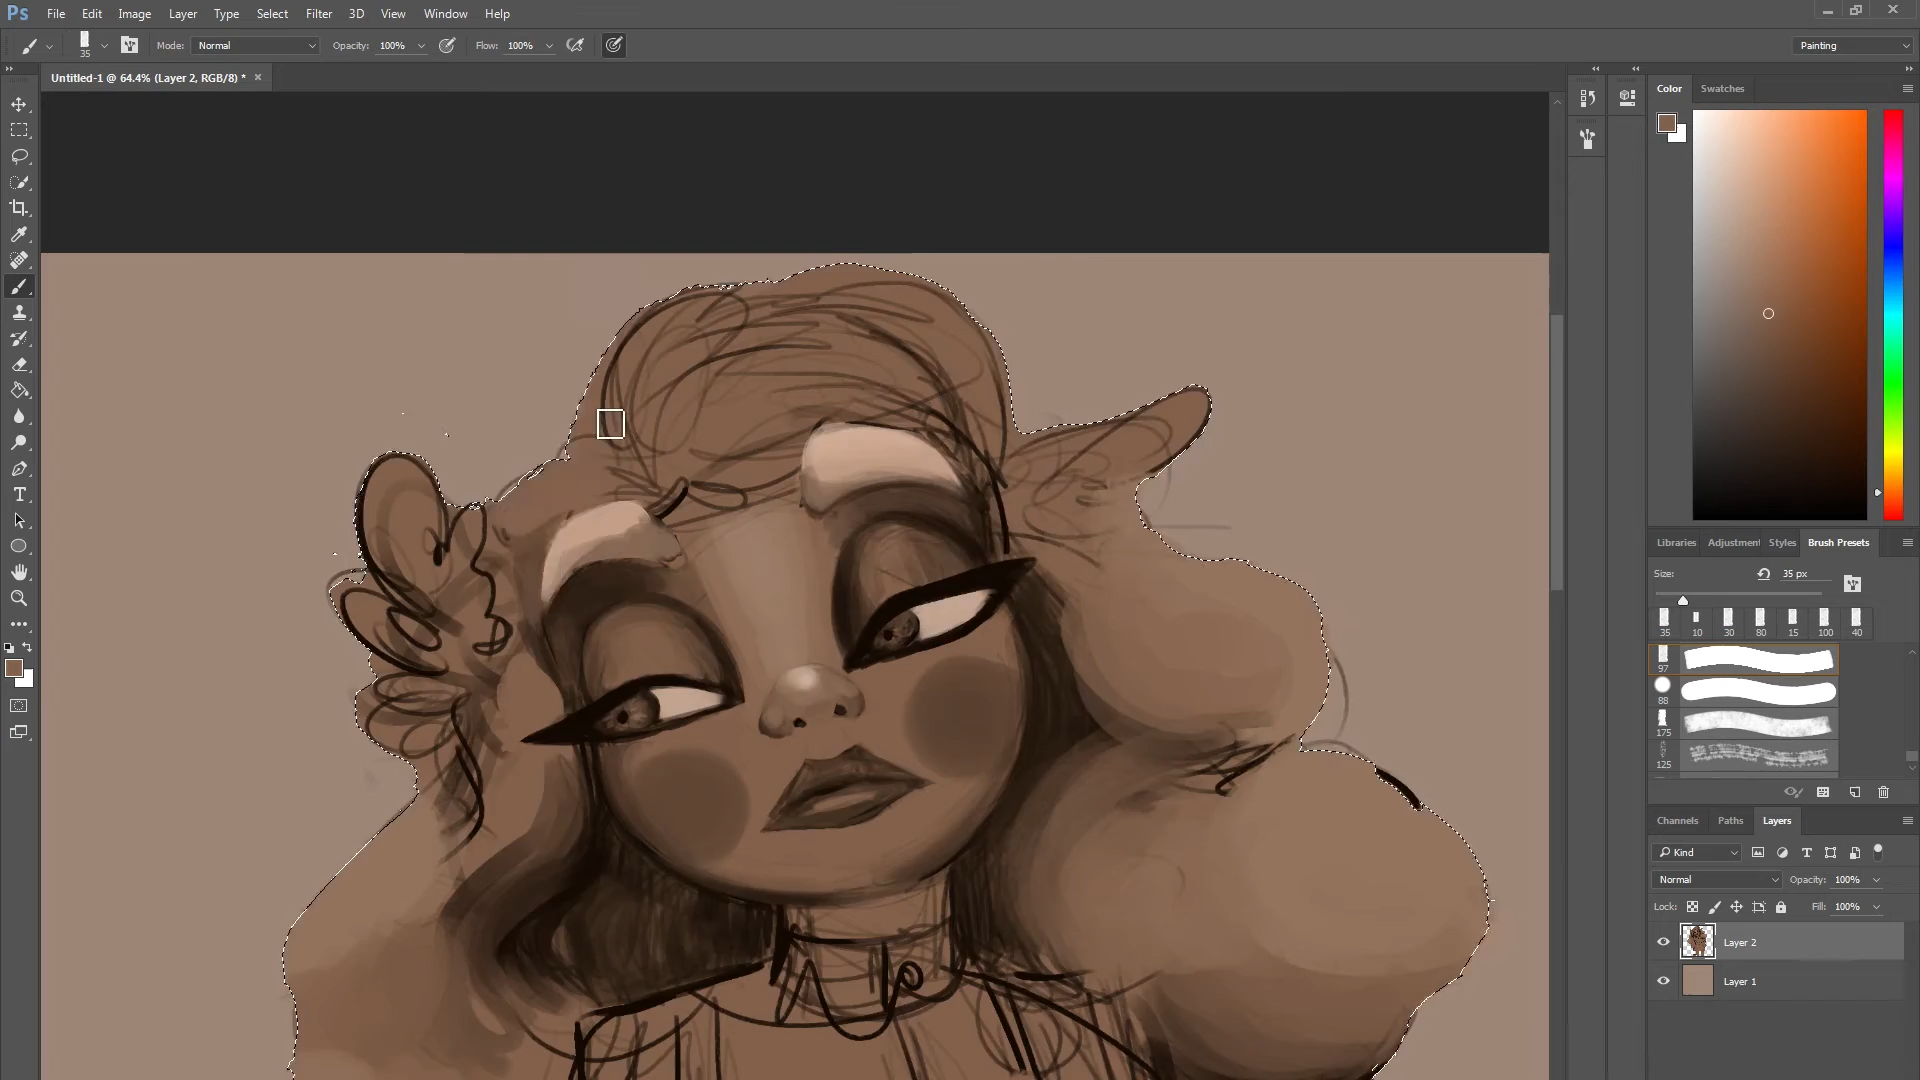 Ps File Edit Image Layer Type Select Filter 3D View Window Help
35 Mode: Normal Opacity: 100% Flow: 100% Painting
Untitled-1 @ 64.4% (Layer 2, RGB/8) *
Color Swatches
Libraries Adjustment Styles Brush Presets
Size: 35 px
35 10 30 80 15 100 40
97
88
175
125
Channels Paths Layers
Kind
Normal Opacity: 100%
Lock: Fill: 100%
Layer 2
Layer 1